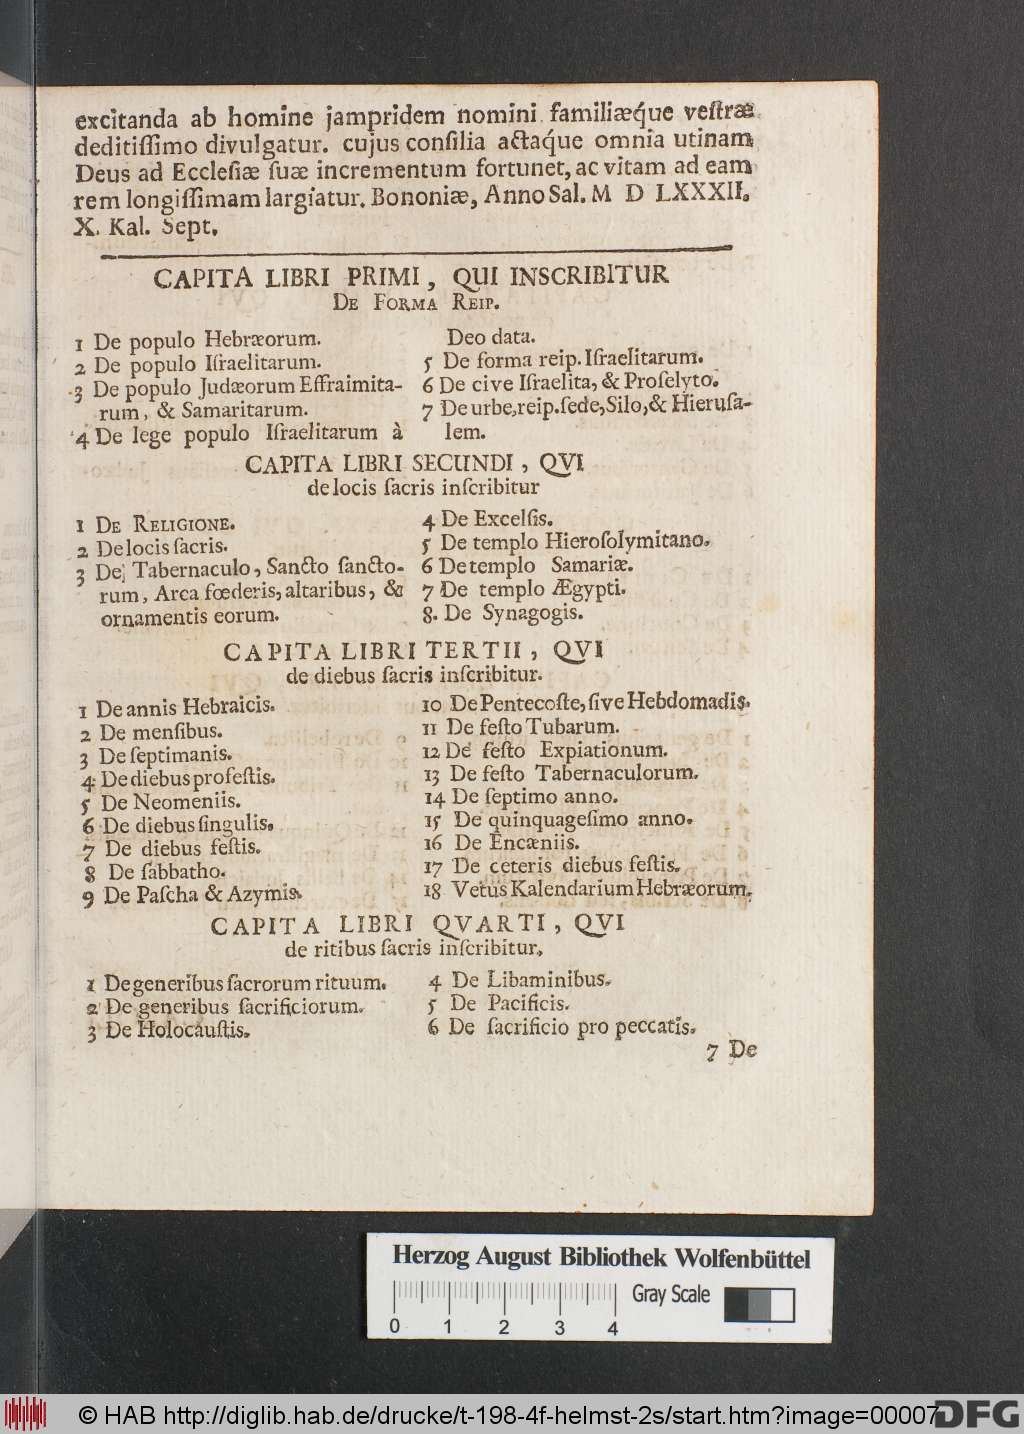 excitanda ab homine jampridem nomini familiæq́ue veſtræ
deditiſſimo divulgatur. cujus conſilia actaq́ue omnia utinam
Deus ad Eccleſiæ ſuæ incrementum fortunet, ac vitam ad eam
rem longiſſimam largiatur. Bononiæ, Anno Sal. M D LXXXII.
X. Kal. Sept.
CAPITA LIBRI PRIMI, QUI INSCRIBITUR
DE FORMA REIP.
1 De populo Hebræorum.
2 De populo Iſraelitarum.
3 De populo Judæorum Effraimita-
rum, & Samaritarum.
4 De lege populo Iſraelitarum à
Deo data.
5 De forma reip. Iſraelitarum.
6 De cive Iſraelita, & Proſelyto.
7 De urbe, reip. ſede, Silo, & Hieruſa-
lem.
CAPITA LIBRI SECUNDI, QVI
de locis ſacris inſcribitur
1 DE RELIGIONE.
2 De locis ſacris.
3 De Tabernaculo, Sancto ſancto-
rum, Arca fœderis, altaribus, &
ornamentis eorum.
4 De Excelſis.
5 De templo Hieroſolymitano.
6 De templo Samariæ.
7 De templo Ægypti.
8. De Synagogis.
CAPITA LIBRI TERTII, QVI
de diebus ſacris inſcribitur.
1 De annis Hebraicis.
2 De menſibus.
3 De ſeptimanis.
4 De diebus profeſtis.
5 De Neomeniis.
6 De diebus ſingulis.
7 De diebus feſtis.
8 De ſabbatho.
9 De Paſcha & Azymis.
10 De Pentecoſte, ſive Hebdomadis.
11 De feſto Tubarum.
12 De feſto Expiationum.
13 De feſto Tabernaculorum.
14 De ſeptimo anno.
15 De quinquageſimo anno.
16 De Encæniis.
17 De ceteris diebus feſtis.
18 Vetus Kalendarium Hebræorum.
CAPITA LIBRI QVARTI, QVI
de ritibus ſacris inſcribitur.
1 De generibus ſacrorum rituum.
2 De generibus ſacrificiorum.
3 De Holocauſtis.
4 De Libaminibus.
5 De Pacificis.
6 De ſacrificio pro peccatis.
7 De
Herzog August Bibliothek Wolfenbüttel
Gray Scale
0 1 2 3 4
© HAB http://diglib.hab.de/drucke/t-198-4f-helmst-2s/start.htm?image=00007
DFG